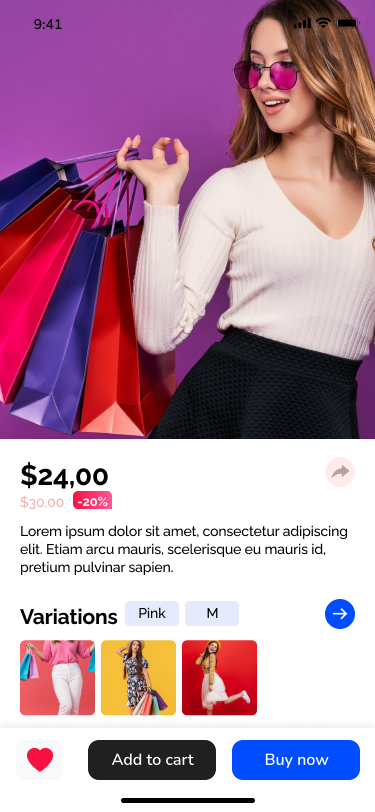 9:41
$24,00
$30,00 -20%
Lorem ipsum dolor sit amet, consectetur adipiscing
elit. Etiam arcu mauris, scelerisque eu mauris id,
pretium pulvinar sapien.
Variations Pink M
Add to cart Buy now